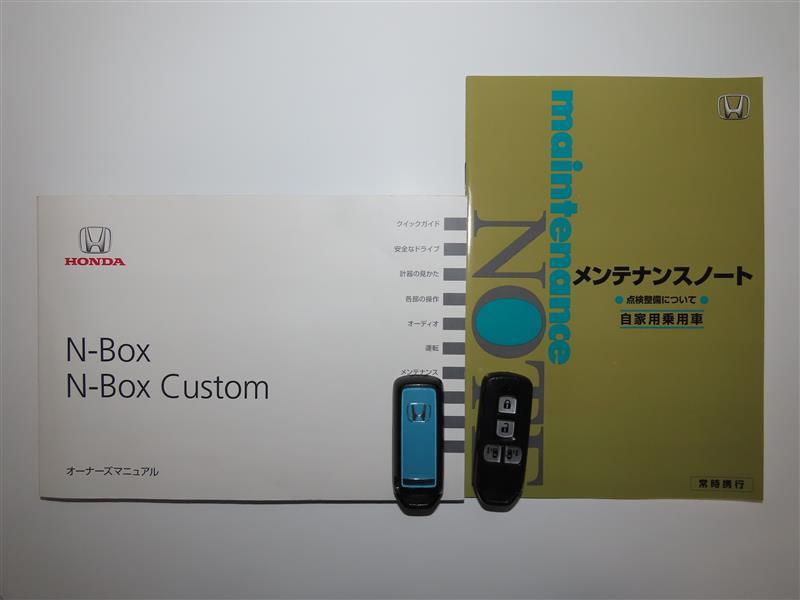 HONDA
N-Box
N-Box Custom
オーナーズマニュアル
クイックガイド
安全なドライブ
計器の見かた
各部の操作
オーディオ
運転
メンテナンス
maintenance
NOTE
メンテナンスノート
● 点検整備について ●
自家用乗用車
常時携行